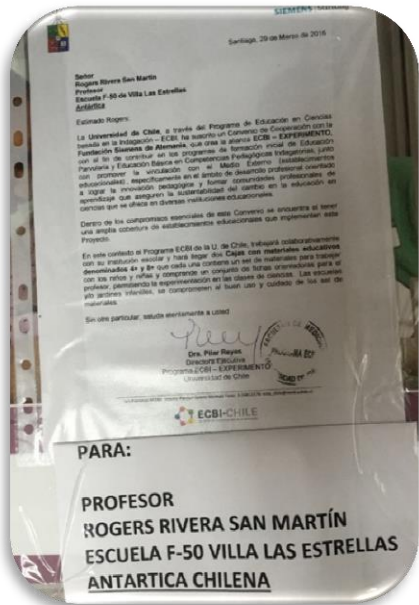 SIEMENS | Stiftung
Santiago, 29 de Marzo de 2016
Señor
Rogers Rivera San Martín
Profesor
Escuela F-50 de Villa Las Estrellas
Antártica
Estimado Rogers:
La Universidad de Chile, a través del Programa de Educación en Ciencias
basada en la Indagación – ECBI, ha suscrito un Convenio de Cooperación con la
Fundación Siemens de Alemania, que crea la alianza ECBI – EXPERIMENTO,
con el fin de contribuir en los programas de formación inicial de Educación
Parvularia y Educación Básica en Competencias Pedagógicas Indagatorias, junto
con promover la vinculación con el Medio Externo (establecimientos
educacionales), específicamente en el ámbito de desarrollo profesional orientado
a lograr la innovación pedagógica y formar comunidades profesionales de
aprendizaje que aseguren la sustentabilidad del cambio en la educación en
ciencias que se ofrece en diversas instituciones educacionales.
Dentro de los compromisos esenciales de este Convenio se encuentra el tener
una amplia cobertura de establecimientos educacionales que implementen este
Proyecto.
En este contexto el Programa ECBI de la U. de Chile, trabajará colaborativamente
con su institución escolar y hará llegar dos Cajas con materiales educativos
denominados 4+ y 8+ que cada una contiene un set de materiales para trabajar
con los niños y niñas y comprende un conjunto de fichas orientadoras para el
profesor, permitiendo la experimentación en las clases de ciencias. Las escuelas
y/o jardines infantiles, se comprometen al buen uso y cuidado de los set de
materiales.
Sin otro particular, saluda atentamente a usted
Dra. Pilar Reyes
Directora Ejecutiva
Programa ECBI – EXPERIMENTO
Universidad de Chile
ECBI-CHILE
PARA:
PROFESOR
ROGERS RIVERA SAN MARTÍN
ESCUELA F-50 VILLA LAS ESTRELLAS
ANTARTICA CHILENA